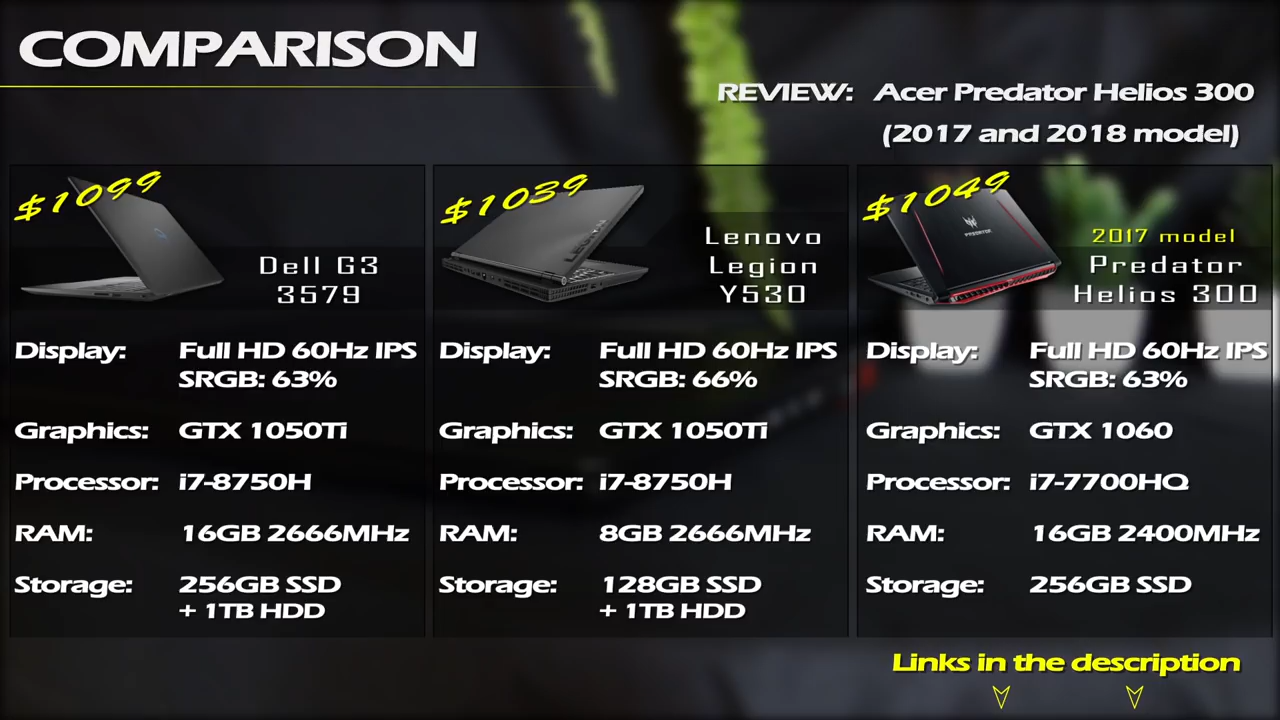 COMPARISON
REVIEW: Acer Predator Helios 300
(2017 and 2018 model)
$1099
Dell G3
3579
Display: Full HD 60Hz IPS
SRGB: 63%
Graphics: GTX 1050Ti
Processor: i7-8750H
RAM: 16GB 2666MHz
Storage: 256GB SSD
+ 1TB HDD
$1039
LEGION
Lenovo
Legion
Y530
Display: Full HD 60Hz IPS
SRGB: 66%
Graphics: GTX 1050Ti
Processor: i7-8750H
RAM: 8GB 2666MHz
Storage: 128GB SSD
+ 1TB HDD
$1049
PREDATOR
2017 model
Predator
Helios 300
Display: Full HD 60Hz IPS
SRGB: 63%
Graphics: GTX 1060
Processor: i7-7700HQ
RAM: 16GB 2400MHz
Storage: 256GB SSD
Links in the description